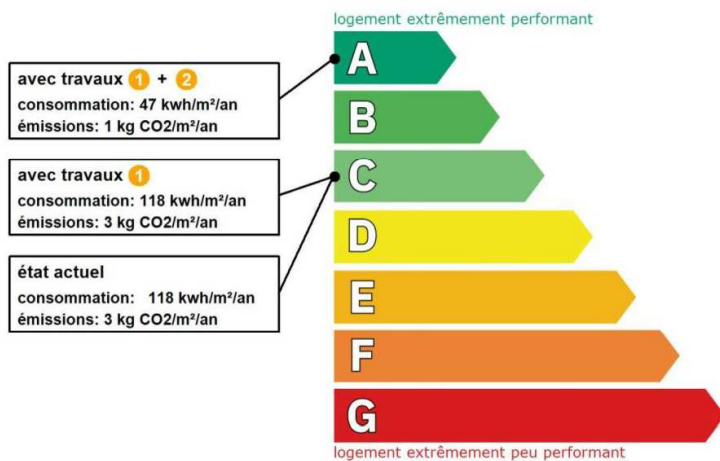 logement extrêmement performant
avec travaux 1 + 2
consommation: 47 kwh/m²/an
émissions: 1 kg CO2/m²/an
avec travaux 1
consommation: 118 kwh/m²/an
émissions: 3 kg CO2/m²/an
état actuel
consommation: 118 kwh/m²/an
émissions: 3 kg CO2/m²/an
A
B
C
D
E
F
G
logement extrêmement peu performant